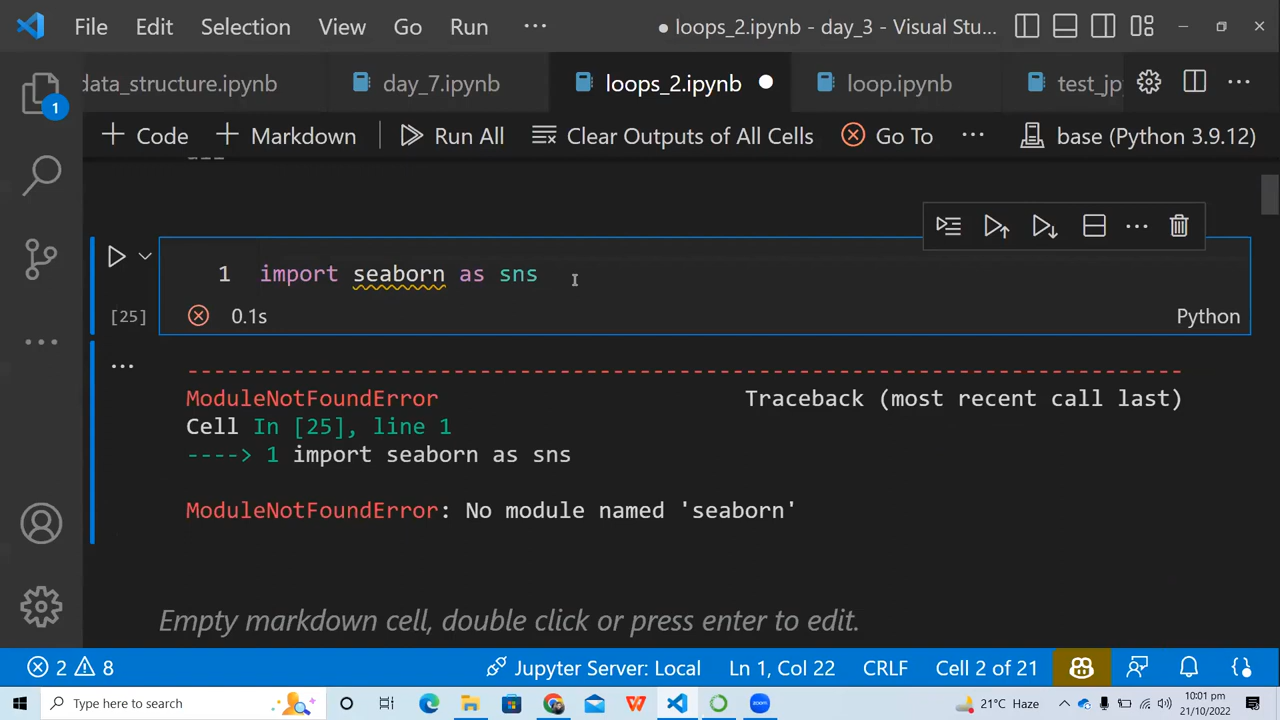 File Edit View Go Run ··· ● loops_2.ipynb - day_3 - Visual Stu...
data_structure.ipynb day_7.ipynb loops_2.ipynb loop.ipynb test_jp
+ Code + Markdown Run All Clear Outputs of All Cells Go To ··· base (Python 3.9.12)
1 import seaborn as sns
[25] 0.1s Python
ModuleNotFoundError Traceback (most recent call last)
Cell In [25], line 1
----> 1 import seaborn as sns
ModuleNotFoundError: No module named 'seaborn'
Empty markdown cell, double click or press enter to edit.
1
2 8 Jupyter Server: Local Ln 1, Col 22 CRLF Cell 2 of 21
Type here to search zoom 21°C Haze 10:01 pm
21/10/2022